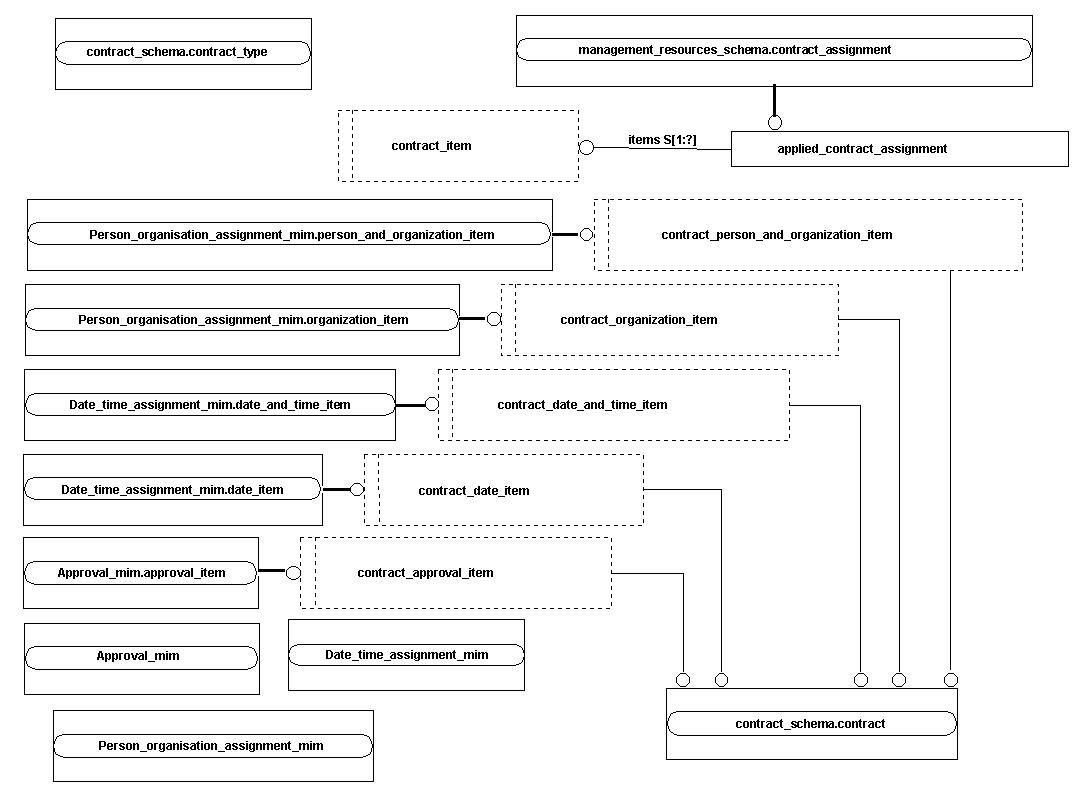 contract_schema.contract_type
management_resources_schema.contract_assignment
contract_item
items S[1:?]
applied_contract_assignment
Person_organisation_assignment_mim.person_and_organization_item
contract_person_and_organization_item
Person_organisation_assignment_mim.organization_item
contract_organization_item
Date_time_assignment_mim.date_and_time_item
contract_date_and_time_item
Date_time_assignment_mim.date_item
contract_date_item
Approval_mim.approval_item
contract_approval_item
Approval_mim
Date_time_assignment_mim
contract_schema.contract
Person_organisation_assignment_mim